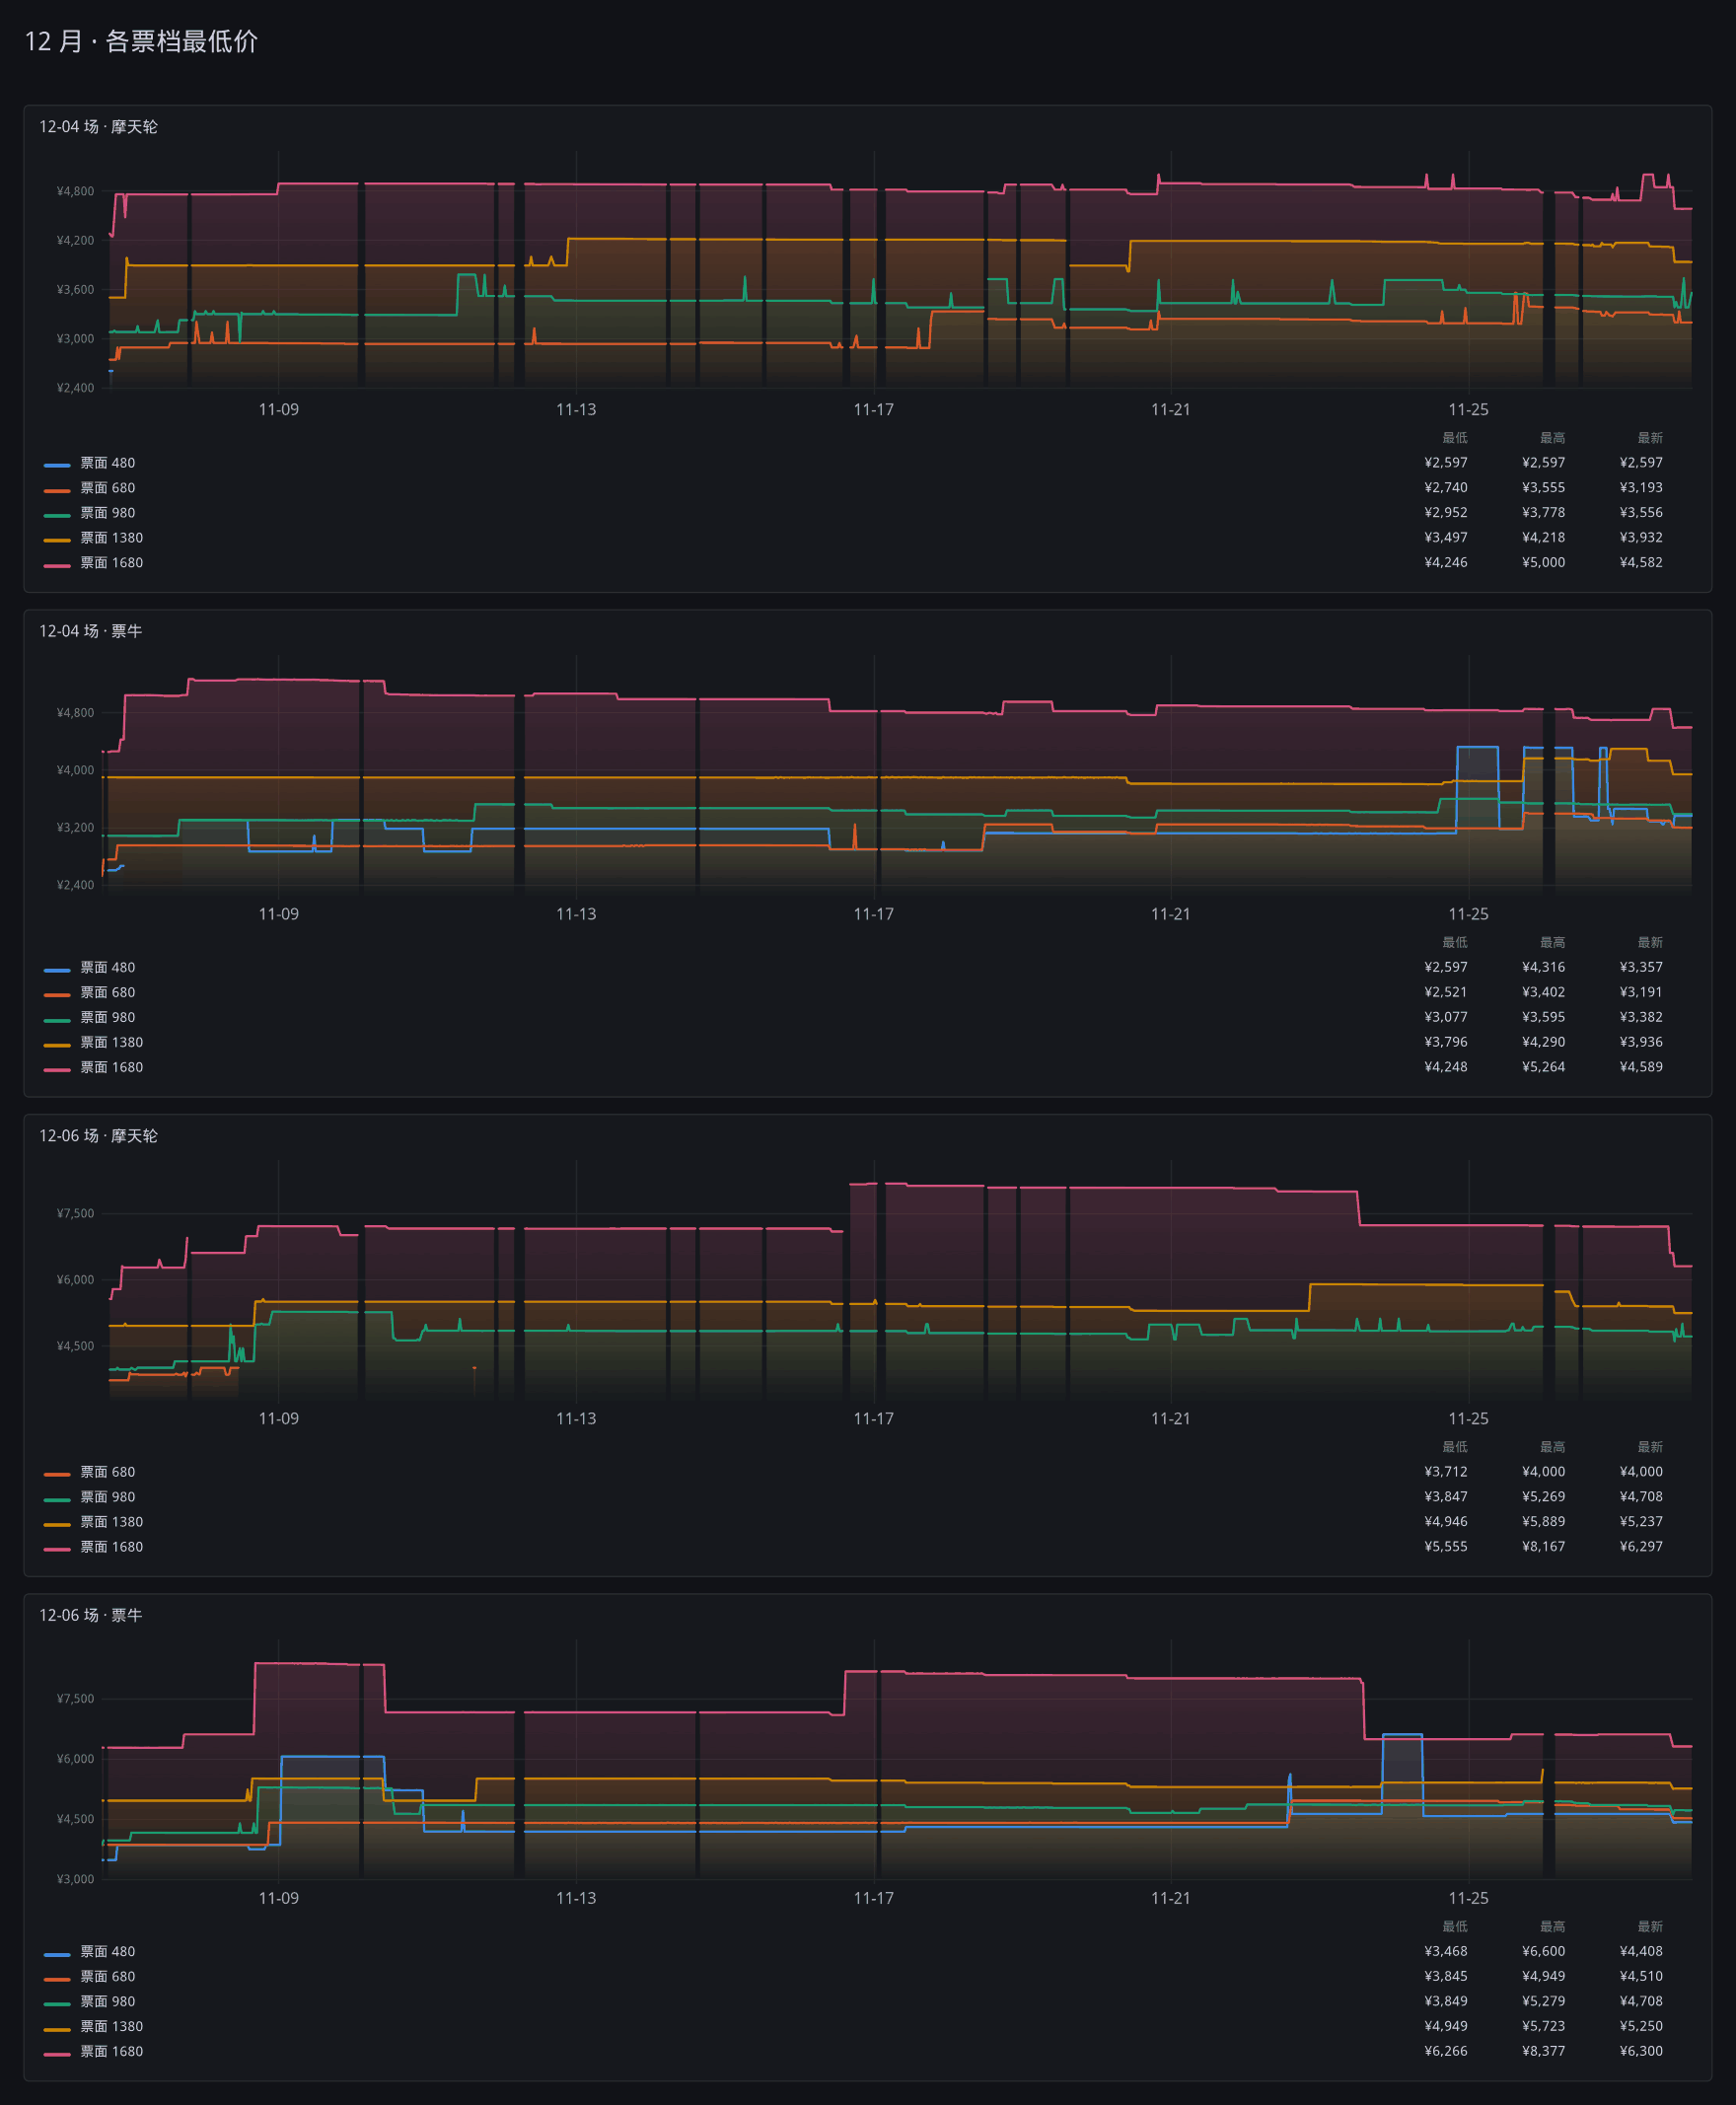 12 月 · 各票档最低价
12-04 场 · 摩天轮
¥4,800
¥4,200
¥3,600
¥3,000
¥2,400
11-09 11-13 11-17 11-21 11-25
最低 最高 最新
票面 480 ¥2,597 ¥2,597 ¥2,597
票面 680 ¥2,740 ¥3,555 ¥3,193
票面 980 ¥2,952 ¥3,778 ¥3,556
票面 1380 ¥3,497 ¥4,218 ¥3,932
票面 1680 ¥4,246 ¥5,000 ¥4,582
12-04 场 · 票牛
¥4,800
¥4,000
¥3,200
¥2,400
11-09 11-13 11-17 11-21 11-25
最低 最高 最新
票面 480 ¥2,597 ¥4,316 ¥3,357
票面 680 ¥2,521 ¥3,402 ¥3,191
票面 980 ¥3,077 ¥3,595 ¥3,382
票面 1380 ¥3,796 ¥4,290 ¥3,936
票面 1680 ¥4,248 ¥5,264 ¥4,589
12-06 场 · 摩天轮
¥7,500
¥6,000
¥4,500
11-09 11-13 11-17 11-21 11-25
最低 最高 最新
票面 680 ¥3,712 ¥4,000 ¥4,000
票面 980 ¥3,847 ¥5,269 ¥4,708
票面 1380 ¥4,946 ¥5,889 ¥5,237
票面 1680 ¥5,555 ¥8,167 ¥6,297
12-06 场 · 票牛
¥7,500
¥6,000
¥4,500
¥3,000
11-09 11-13 11-17 11-21 11-25
最低 最高 最新
票面 480 ¥3,468 ¥6,600 ¥4,408
票面 680 ¥3,845 ¥4,949 ¥4,510
票面 980 ¥3,849 ¥5,279 ¥4,708
票面 1380 ¥4,949 ¥5,723 ¥5,250
票面 1680 ¥6,266 ¥8,377 ¥6,300